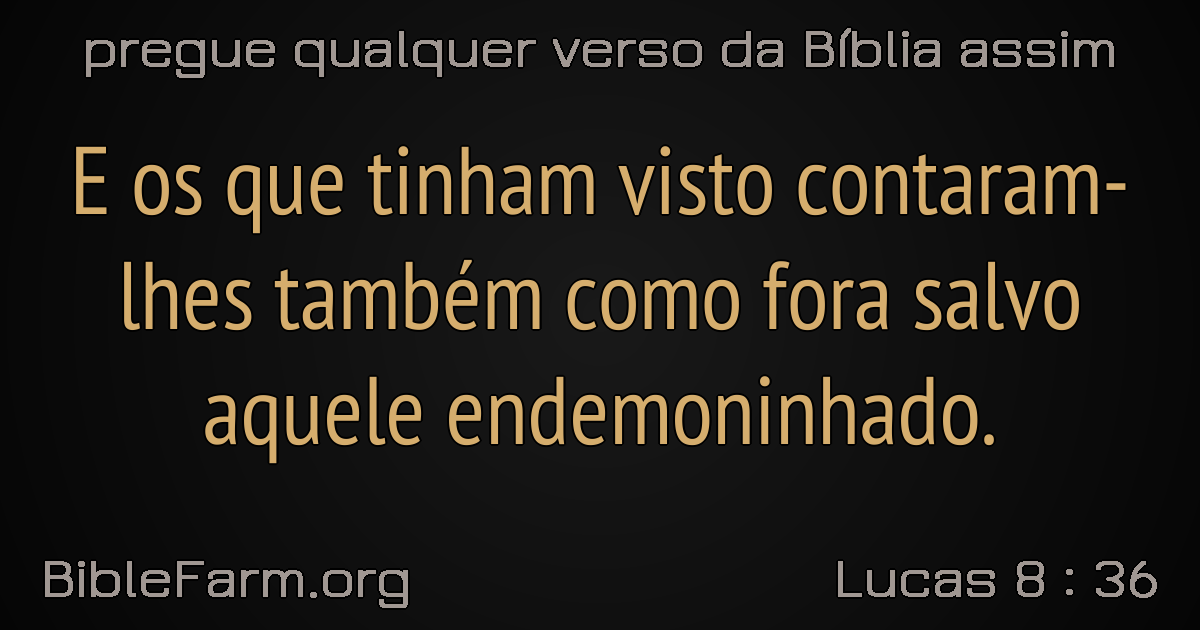 pregue qualquer verso da Bíblia assim
E os que tinham visto contaram-
lhes também como fora salvo
aquele endemoninhado.
BibleFarm.org
Lucas 8 : 36